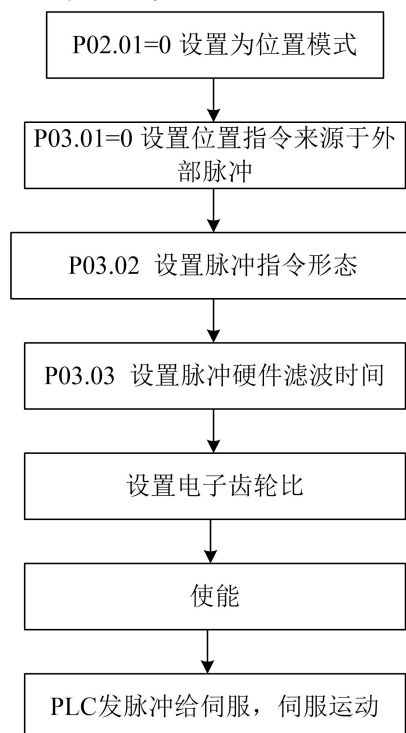 P02.01=0 设置为位置模式
P03.01=0 设置位置指令来源于外
部脉冲
P03.02 设置脉冲指令形态
P03.03 设置脉冲硬件滤波时间
设置电子齿轮比
使能
PLC发脉冲给伺服，伺服运动